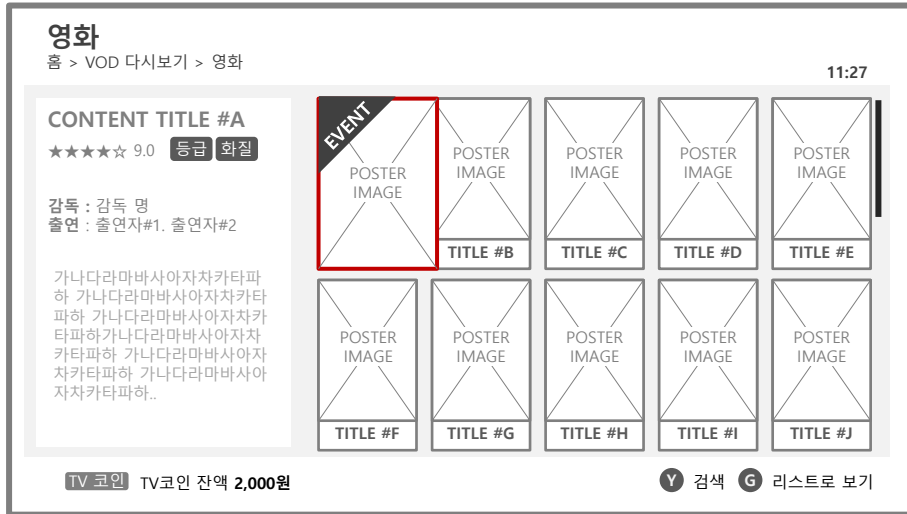 영화
홈 > VOD 다시보기 > 영화
11:27
CONTENT TITLE #A
★★★★☆ 9.0 등급 화질
감독 : 감독 명
출연 : 출연자#1. 출연자#2
가나다라마바사아자차카타파
하 가나다라마바사아자차카타
파하 가나다라마바사아자차카
타파하가나다라마바사아자차
카타파하 가나다라마바사아자
차카타파하 가나다라마바사아
자차카타파하..
EVENT
POSTER
IMAGE
POSTER
IMAGE
TITLE #B
POSTER
IMAGE
TITLE #C
POSTER
IMAGE
TITLE #D
POSTER
IMAGE
TITLE #E
POSTER
IMAGE
TITLE #F
POSTER
IMAGE
TITLE #G
POSTER
IMAGE
TITLE #H
POSTER
IMAGE
TITLE #I
POSTER
IMAGE
TITLE #J
TV 코인 TV코인 잔액 2,000원
Y 검색 G 리스트로 보기